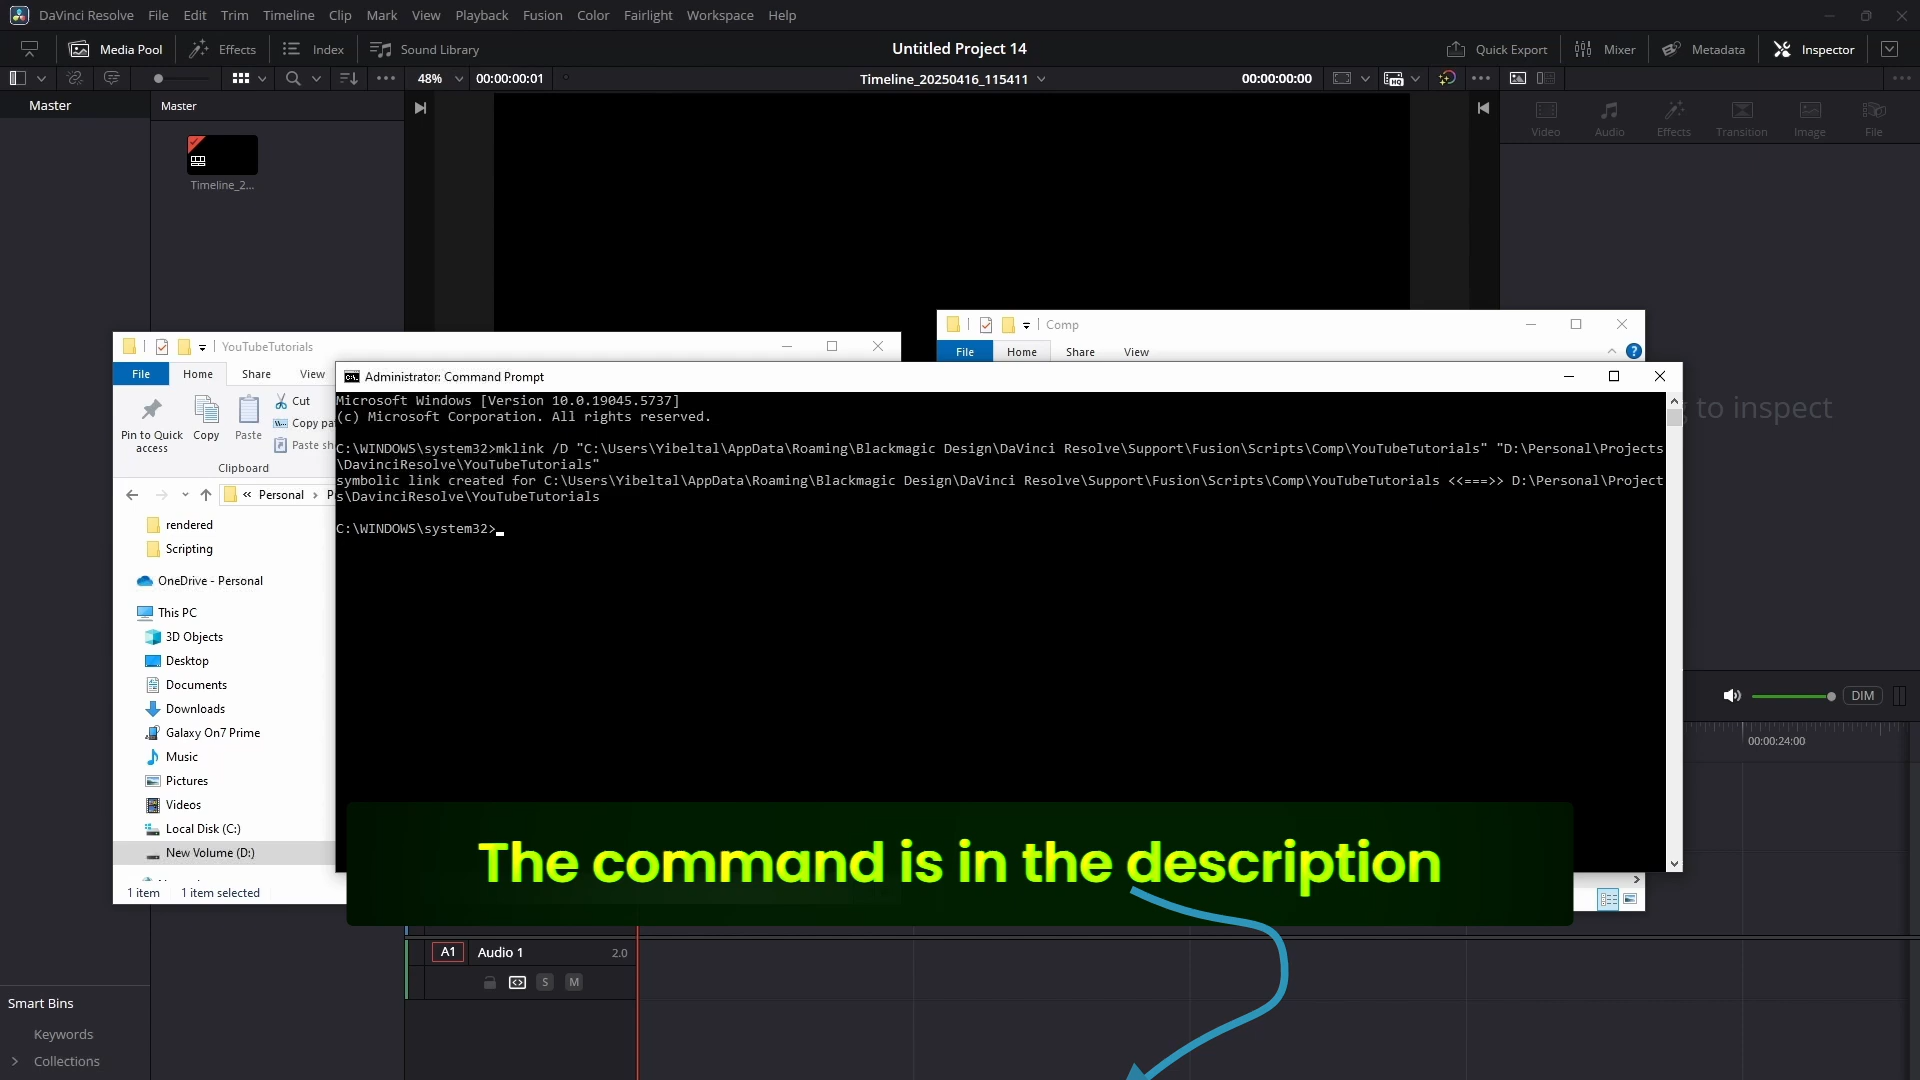 DaVinci Resolve File Edit Trim Timeline Clip Mark View Playback Fusion Color Fairlight Workspace Help
Media Pool Effects Index Sound Library Untitled Project 14 Quick Export Mixer Metadata Inspector
48% 00:00:00:01 Timeline_20250416_115411 00:00:00:00
Master Master
Video Audio Effects Transition Image File
Timeline_2...
Comp
File Home Share View
YouTubeTutorials
File Home Share View
to inspect
Pin to Quick access
Copy
Paste
Cut
Copy
Paste
Clipboard
Personal
rendered
Scripting
OneDrive - Personal
This PC
3D Objects
Desktop
Documents
Downloads
Galaxy On7 Prime
Music
Pictures
Videos
Local Disk (C:)
New Volume (D:)
1 item 1 item selected
Administrator: Command Prompt
Microsoft Windows [Version 10.0.19045.5737]
(c) Microsoft Corporation. All rights reserved.
C:\WINDOWS\system32>mklink /D "C:\Users\Yibeltal\AppData\Roaming\Blackmagic Design\DaVinci Resolve\Support\Fusion\Scripts\Comp\YouTubeTutorials" "D:\Personal\Projects
\DavinciResolve\YouTubeTutorials"
symbolic link created for C:\Users\Yibeltal\AppData\Roaming\Blackmagic Design\DaVinci Resolve\Support\Fusion\Scripts\Comp\YouTubeTutorials <<===>> D:\Personal\Project
s\DavinciResolve\YouTubeTutorials
C:\WINDOWS\system32>
DIM
00:00:24:00
The command is in the description
A1 Audio 1 2.0
S M
Smart Bins
Keywords
Collections